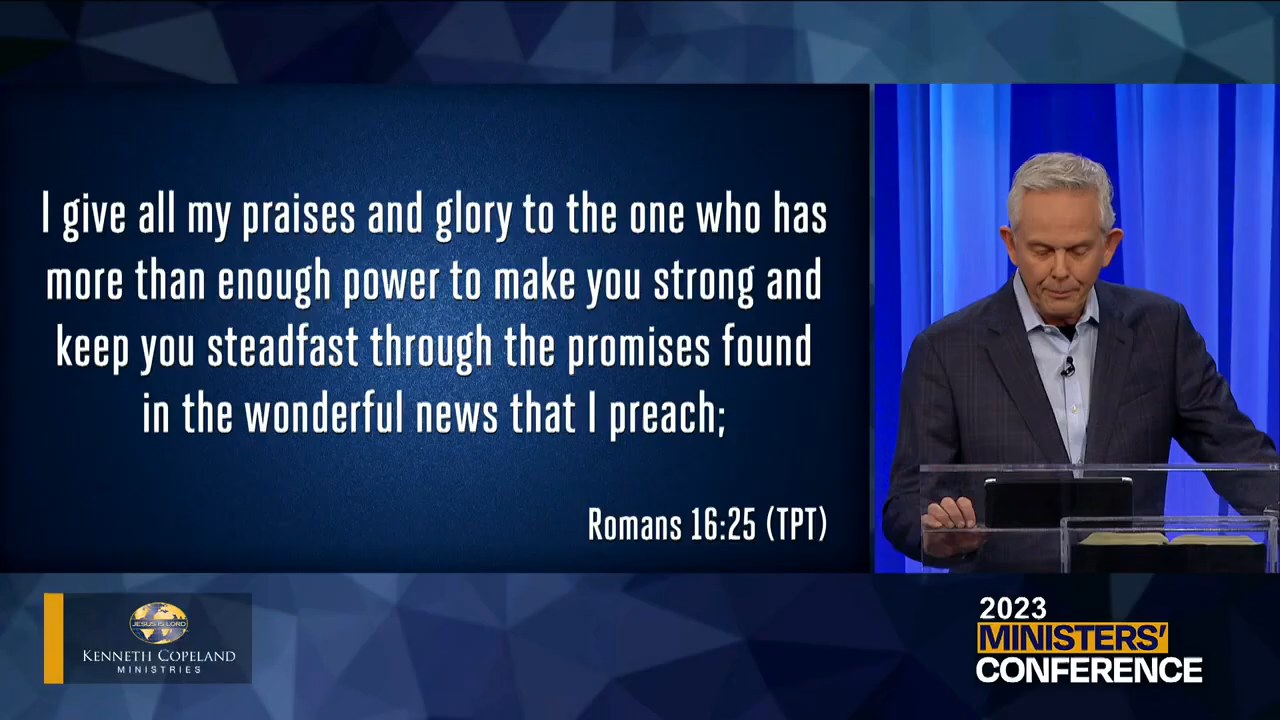 I give all my praises and glory to the one who has
more than enough power to make you strong and
keep you steadfast through the promises found
in the wonderful news that I preach;
Romans 16:25 (TPT)
JESUS IS LORD
KENNETH COPELAND
MINISTRIES
2023
MINISTERS'
CONFERENCE